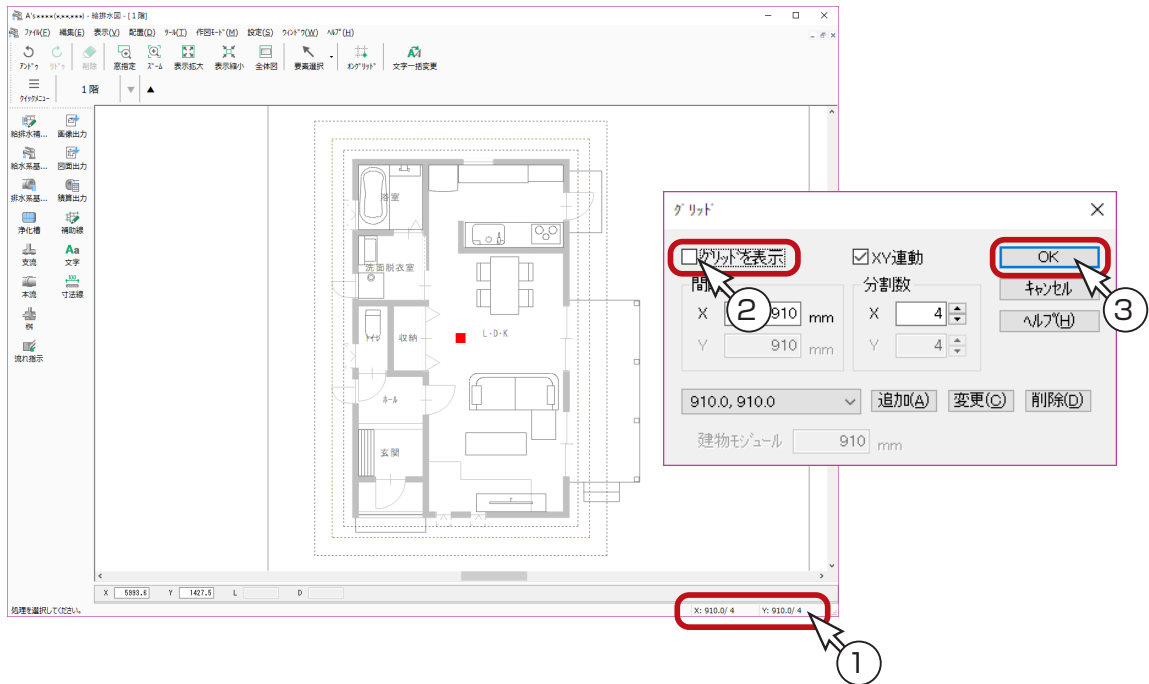 A's××××(×,××,×××) - 給排水図 - [1 階]
ファイル(F) 編集(E) 表示(V) 配置(D) ツール(T) 作図モード(M) 設定(S) ウインドウ(W) ヘルプ(H)
アンドゥ リドゥ 削除 窓指定 ズーム 表示拡大 表示縮小 全体図 要素選択 オングリッド 文字一括変更
クイックメニュー 1階 ▼ ▲
給排水補... 画像出力
給水系基... 図面出力
排水系基... 積算出力
浄化槽 補助線
支流 文字
本流 寸法線
桝
流れ指示
浴室
洗面脱衣室
トイレ 収納 L・D・K
ホール
玄関
X 5993.6 Y 1427.5 L D
処理を選択してください。 X: 910.0/ 4 Y: 910.0/ 4
①
グリッド
グリッドを表示 XY連動 OK
間 分割数 キャンセル
② ③
X 910 mm X 4 ヘルプ(H)
Y 910 mm Y 4
910.0, 910.0 追加(A) 変更(C) 削除(D)
建物モジュール 910 mm